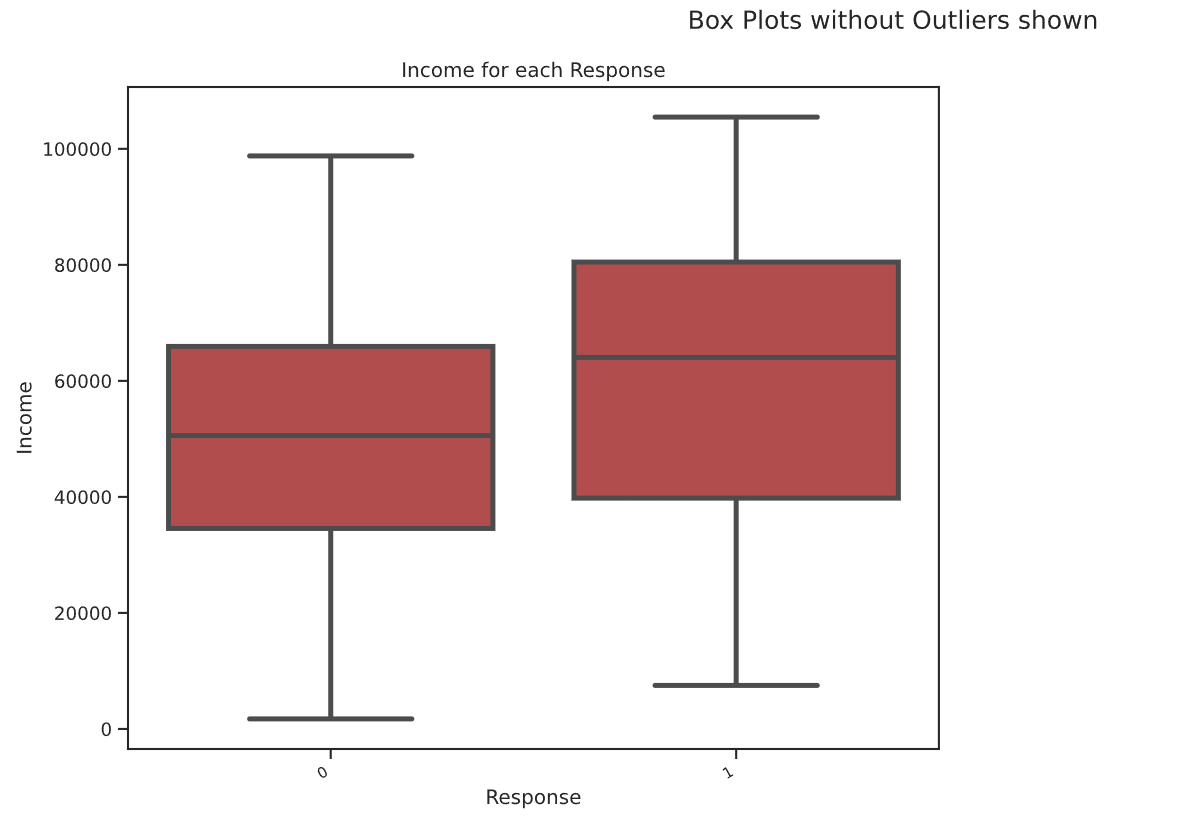 Box Plots without Outliers shown
Income for each Response
100000
80000
60000
40000
20000
0
Income
0
1
Response